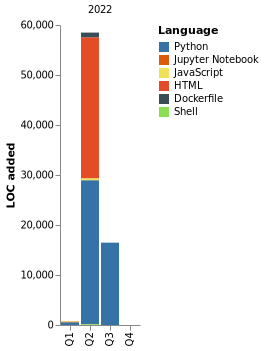 2022
60,000
50,000
40,000
30,000
20,000
10,000
0
LOC added
Q1
Q2
Q3
Q4
Language
Python
Jupyter Notebook
JavaScript
HTML
Dockerfile
Shell